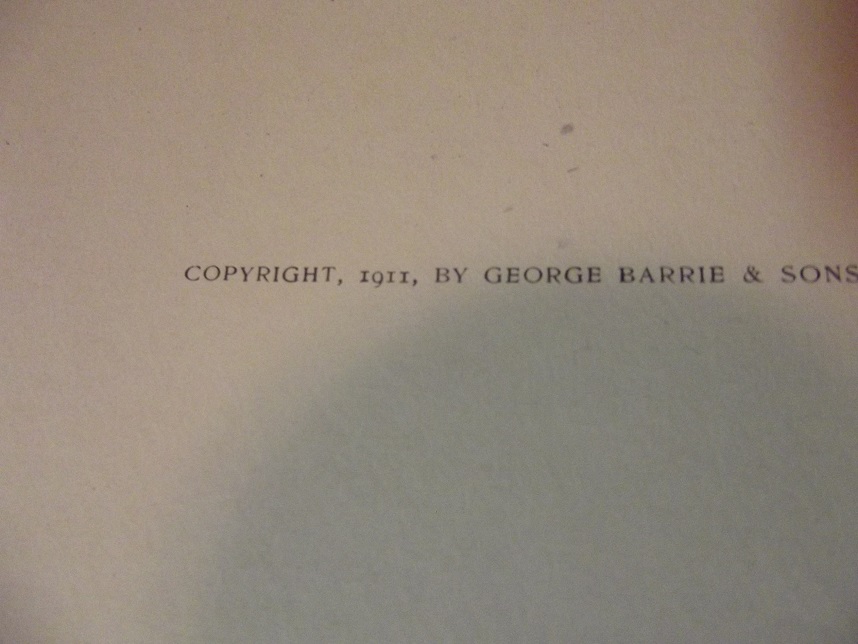 COPYRIGHT, 1911, BY GEORGE BARRIE & SONS